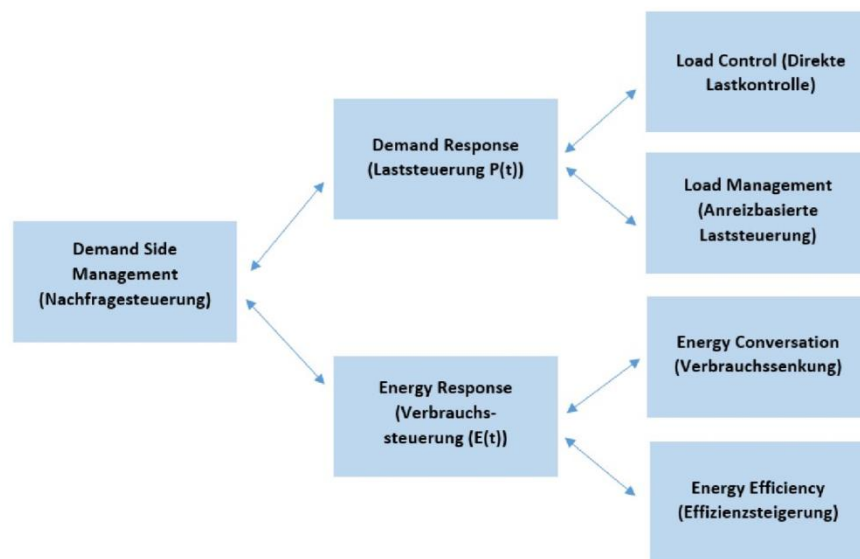 Load Control (Direkte
Lastkontrolle)
Demand Response
(Laststeuerung P(t))
Load Management
(Anreizbasierte
Laststeuerung)
Demand Side
Management
(Nachfragesteuerung)
Energy Conversation
(Verbrauchssenkung)
Energy Response
(Verbrauchs-
steuerung (E(t))
Energy Efficiency
(Effizienzsteigerung)